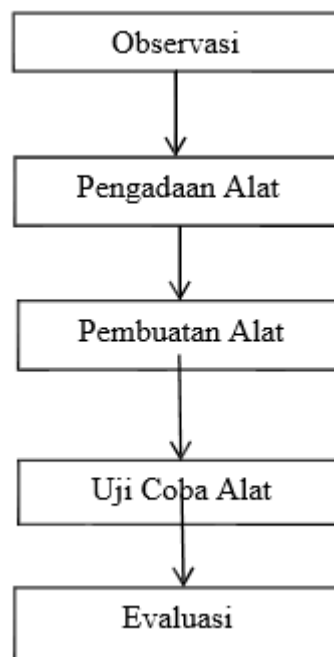 Observasi
Pengadaan Alat
Pembuatan Alat
Uji Coba Alat
Evaluasi